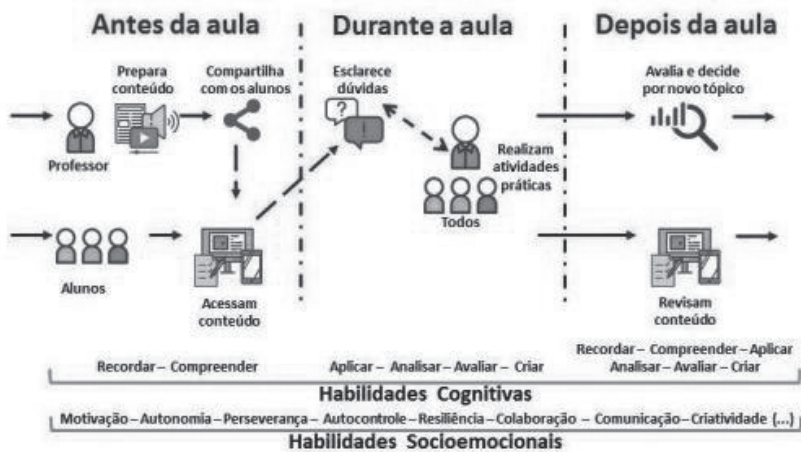 Antes da aula
Durante a aula
Depois da aula
Prepara
conteúdo
Compartilha
com os alunos
Professor
Alunos
Acessam
conteúdo
Esclarece
dúvidas
?
!
Realizam
atividades
práticas
Todos
Avalia e decide
por novo tópico
Revisam
conteúdo
Recordar – Compreender
Aplicar – Analisar – Avaliar – Criar
Recordar – Compreender – Aplicar
Analisar – Avaliar – Criar
Habilidades Cognitivas
Motivação – Autonomia – Perseverança – Autocontrole – Resiliência – Colaboração – Comunicação – Criatividade (...)
Habilidades Socioemocionais